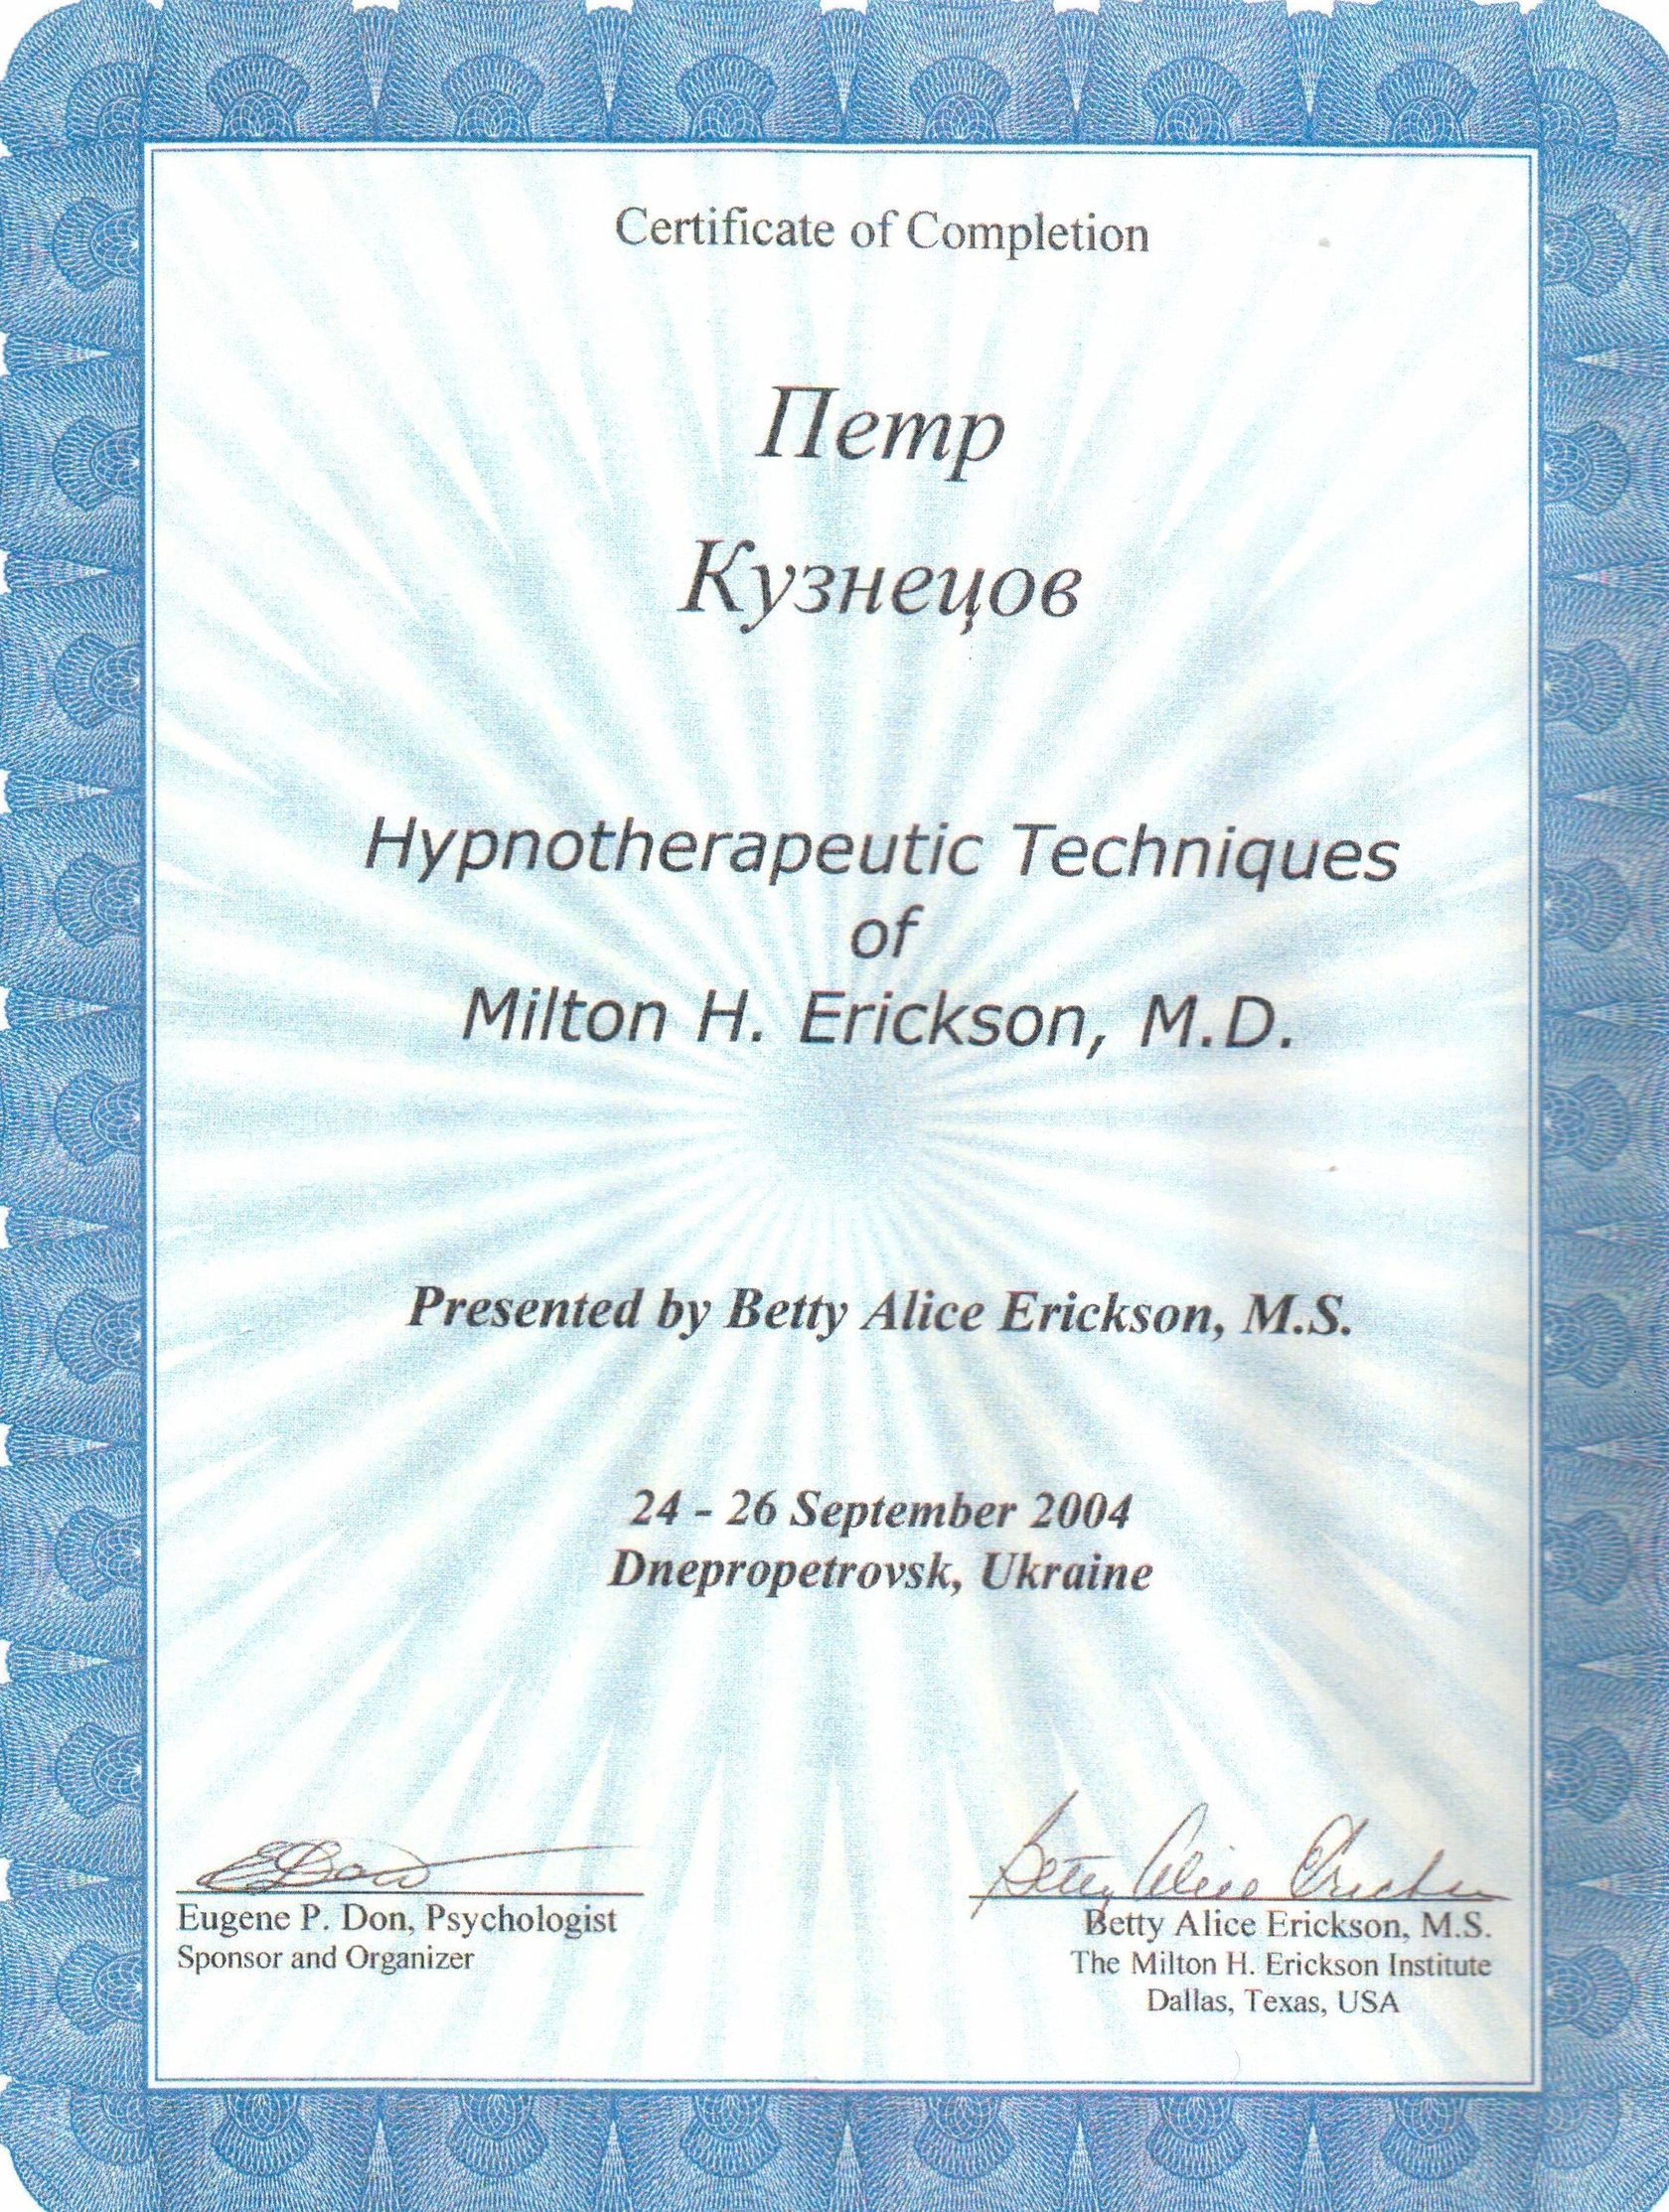 Certificate of Completion
Петр
Кузнецов
Hypnotherapeutic Techniques
of
Milton H. Erickson, M.D.
Presented by Betty Alice Erickson, M.S.
24 - 26 September 2004
Dnepropetrovsk, Ukraine
EDon
Betty Alice Erickson
Eugene P. Don, Psychologist
Sponsor and Organizer
Betty Alice Erickson, M.S.
The Milton H. Erickson Institute
Dallas, Texas, USA